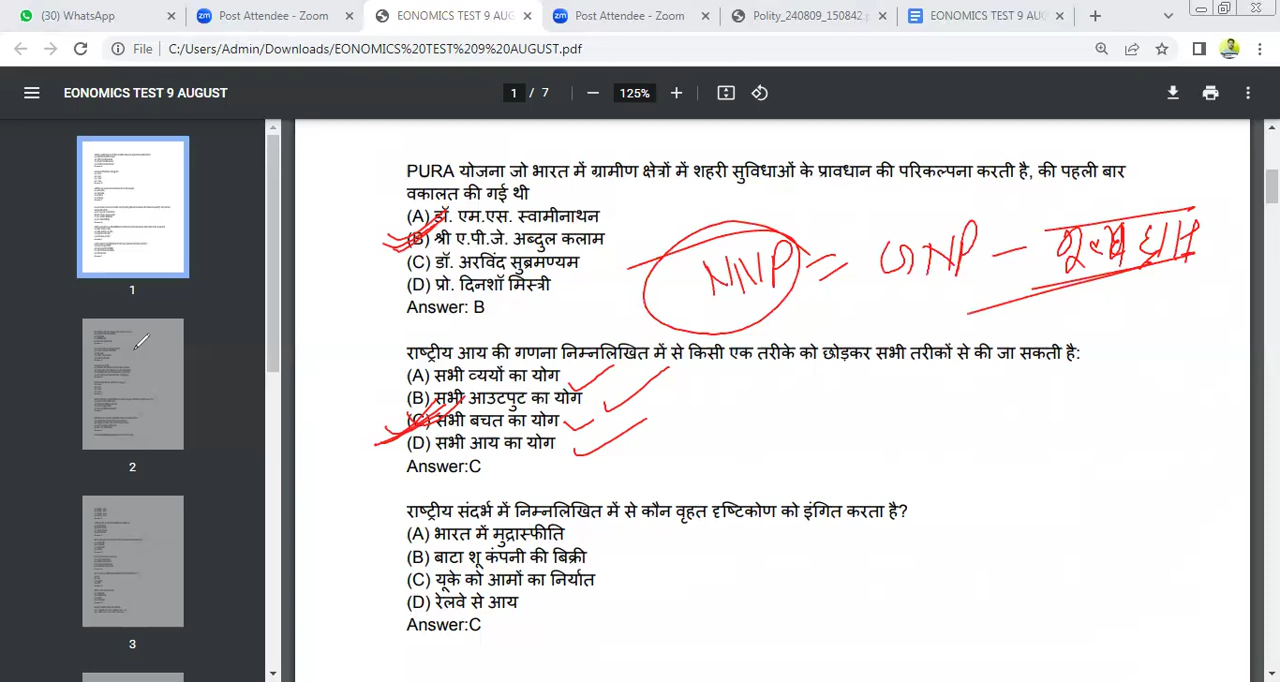 (30) WhatsApp
Post Attendee - Zoom
EONOMICS TEST 9 AUG
Post Attendee - Zoom
Polity_240809_150842.p
EONOMICS TEST 9 AUG
File C:/Users/Admin/Downloads/EONOMICS%20TEST%209%20AUGUST.pdf
EONOMICS TEST 9 AUGUST
1 / 7
125%
PURA योजना जो भारत में ग्रामीण क्षेत्रों में शहरी सुविधाओं के प्रावधान की परिकल्पना करती है, की पहली बार
वकालत की गई थी
(A) डॉ. एम.एस. स्वामीनाथन
(B) श्री ए.पी.जे. अब्दुल कलाम
(C) डॉ. अरविंद सुब्रमण्यम
(D) प्रो. दिनशॉ मिस्त्री
Answer: B
NNP = GNP - मूल्य ह्रास
राष्ट्रीय आय की गणना निम्नलिखित में से किसी एक तरीके को छोड़कर सभी तरीकों से की जा सकती है:
(A) सभी व्ययों का योग
(B) सभी आउटपुट का योग
(C) सभी बचत का योग
(D) सभी आय का योग
Answer:C
राष्ट्रीय संदर्भ में निम्नलिखित में से कौन वृहत दृष्टिकोण को इंगित करता है?
(A) भारत में मुद्रास्फीति
(B) बाटा शू कंपनी की बिक्री
(C) यूके को आमों का निर्यात
(D) रेलवे से आय
Answer:C
1
2
3